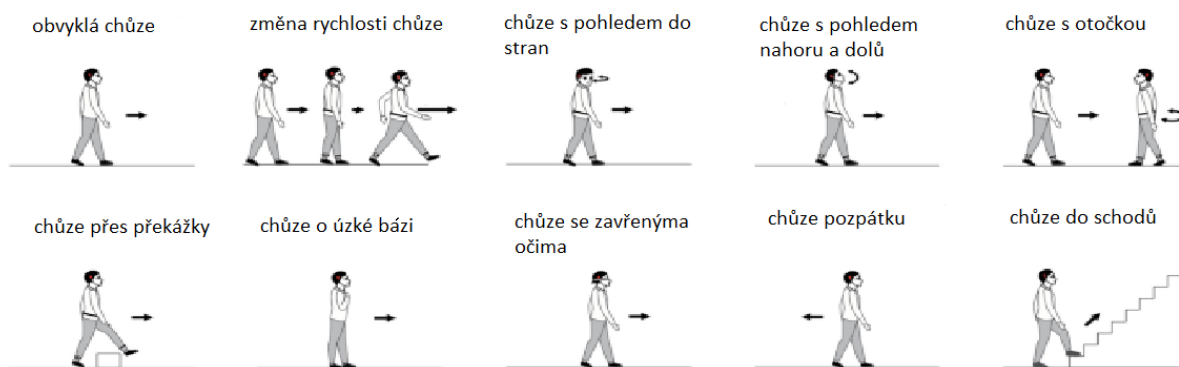 obvyklá chůze
změna rychlosti chůze
chůze s pohledem do
stran
chůze s pohledem
nahoru a dolů
chůze s otočkou
chůze přes překážky
chůze o úzké bázi
chůze se zavřenýma
očima
chůze pozpátku
chůze do schodů